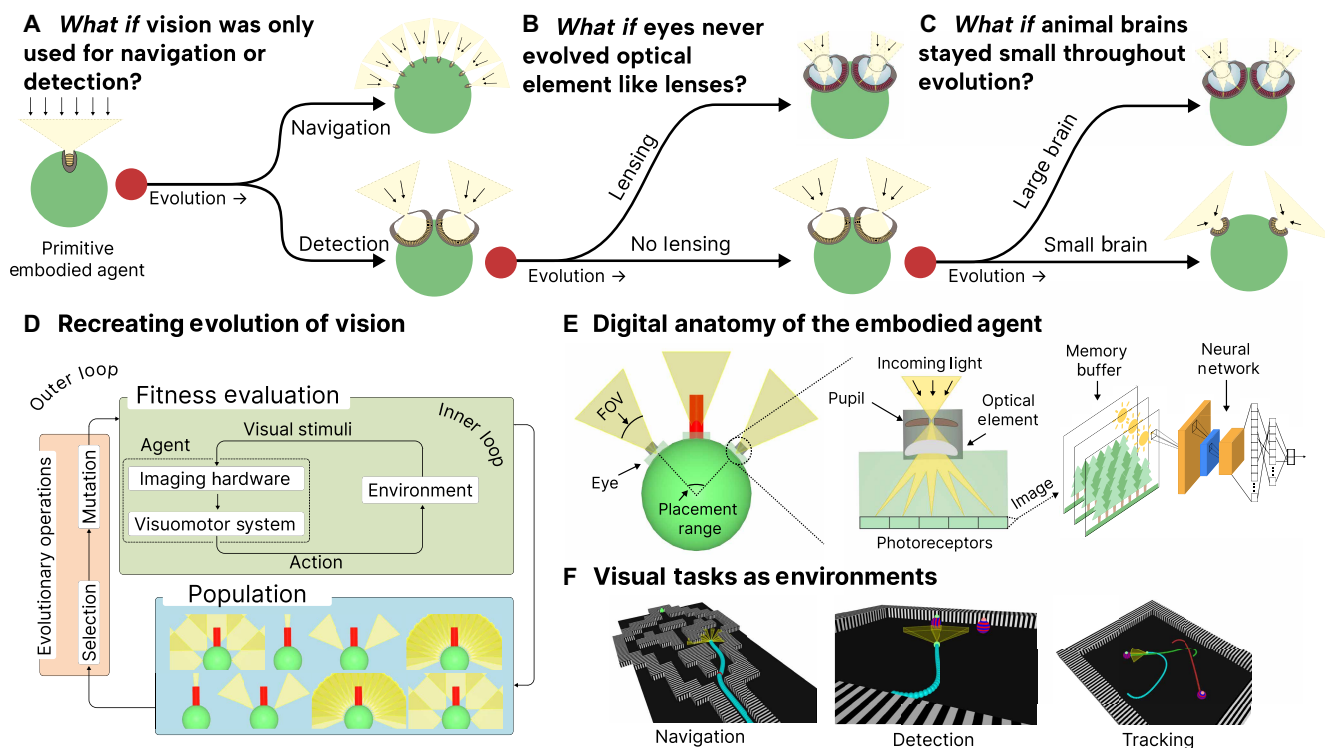 A What if vision was only
used for navigation or
detection?
Navigation
Evolution →
Detection
Primitive
embodied agent
B What if eyes never
evolved optical
element like lenses?
Lensing
No lensing
Evolution →
C What if animal brains
stayed small throughout
evolution?
Large brain
Small brain
Evolution →
D Recreating evolution of vision
Outer loop
Fitness evaluation
Inner loop
Visual stimuli
Agent
Imaging hardware
Environment
Visuomotor system
Action
Evolutionary operations
Mutation
Selection
Population
E Digital anatomy of the embodied agent
FOV
Eye
Placement
range
Incoming light
Pupil
Optical
element
Image
Photoreceptors
Memory
buffer
Neural
network
F Visual tasks as environments
Navigation
Detection
Tracking